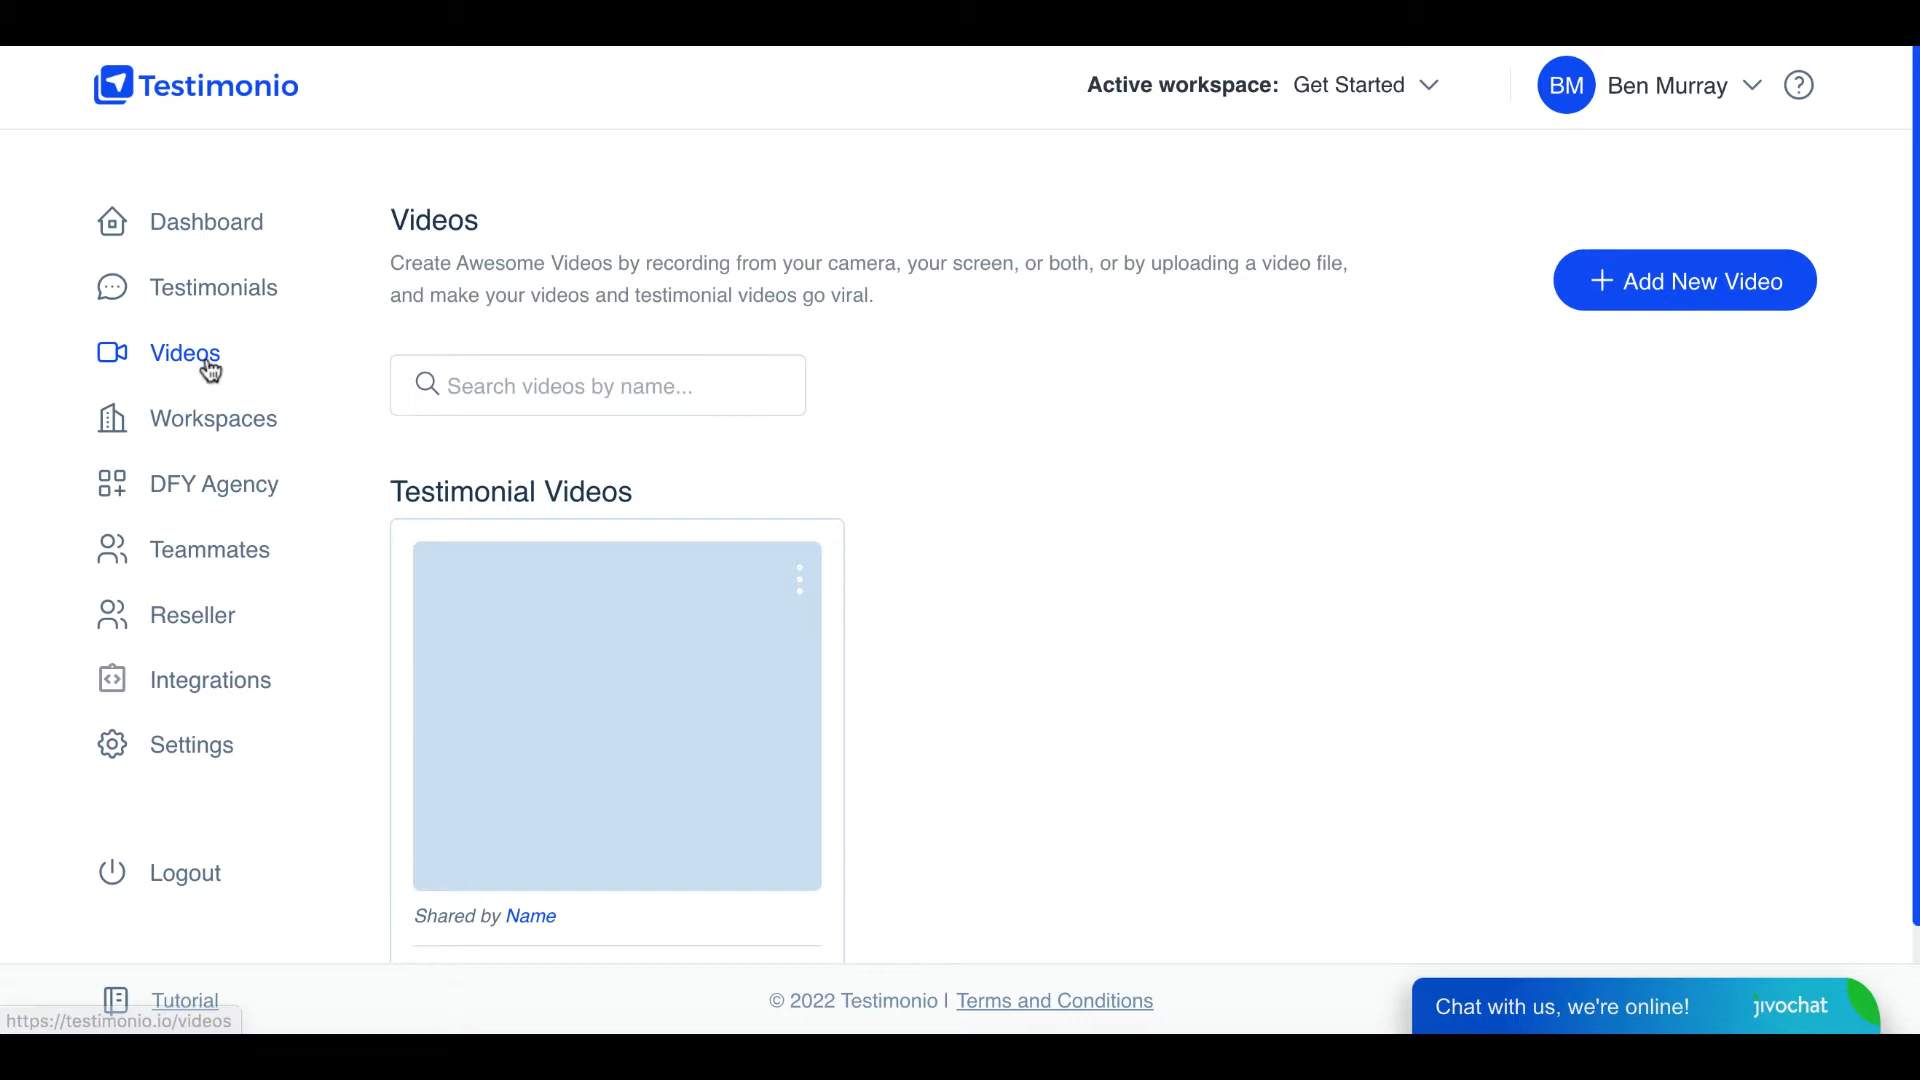 Testimonio
Active workspace: Get Started
BM Ben Murray
Dashboard
Testimonials
Videos
Workspaces
DFY Agency
Teammates
Reseller
Integrations
Settings
Logout
Videos
Create Awesome Videos by recording from your camera, your screen, or both, or by uploading a video file,
and make your videos and testimonial videos go viral.
+ Add New Video
Search videos by name...
Testimonial Videos
Shared by Name
Tutorial
https://testimonio.io/videos
© 2022 Testimonio | Terms and Conditions
Chat with us, we're online! jivochat